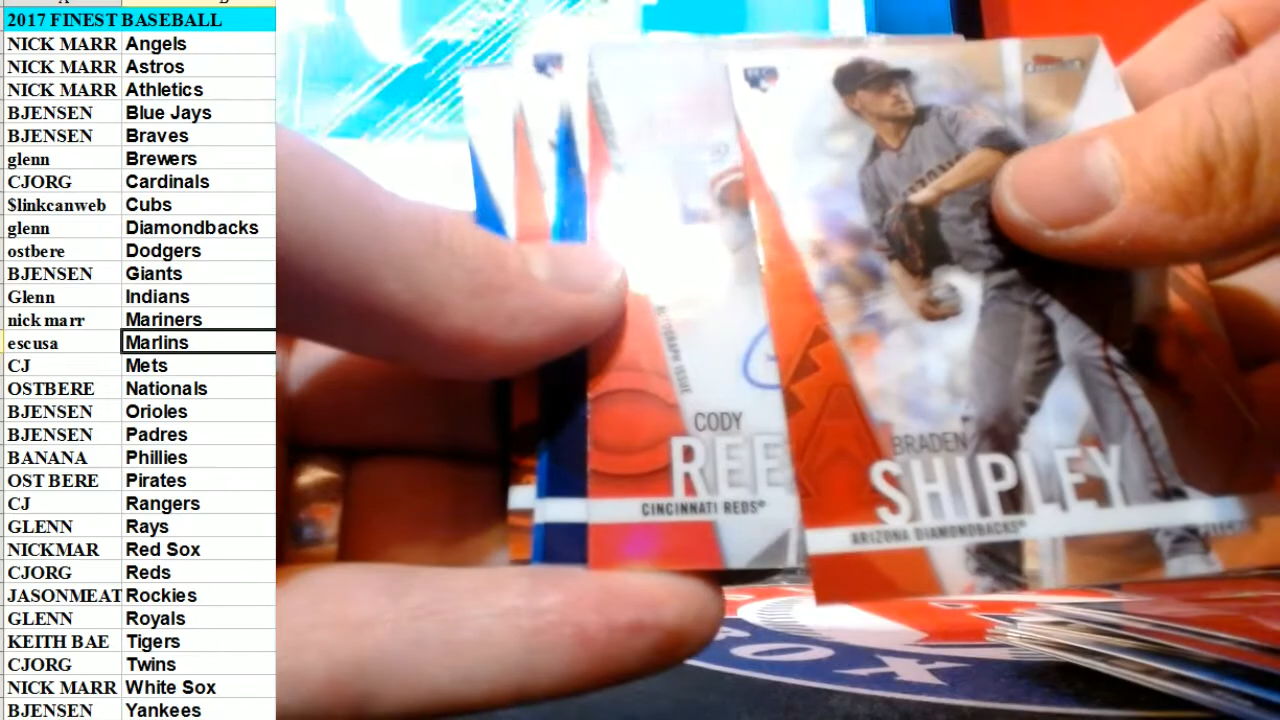 2017 FINEST BASEBALL
NICK MARR Angels
NICK MARR Astros
NICK MARR Athletics
BJENSEN Blue Jays
BJENSEN Braves
glenn Brewers
CJORG Cardinals
$linkcanweb Cubs
glenn Diamondbacks
ostbere Dodgers
BJENSEN Giants
Glenn Indians
nick marr Mariners
escusa Marlins
CJ Mets
OSTBERE Nationals
BJENSEN Orioles
BJENSEN Padres
BANANA Phillies
OST BERE Pirates
CJ Rangers
GLENN Rays
NICKMAR Red Sox
CJORG Reds
JASONMEAT Rockies
GLENN Royals
KEITH BAE Tigers
CJORG Twins
NICK MARR White Sox
BJENSEN Yankees
AUTOGRAPH ISSUE
CODY
REE
CINCINNATI REDS
BRADEN
SHIPLEY
ARIZONA DIAMONDBACKS
OX